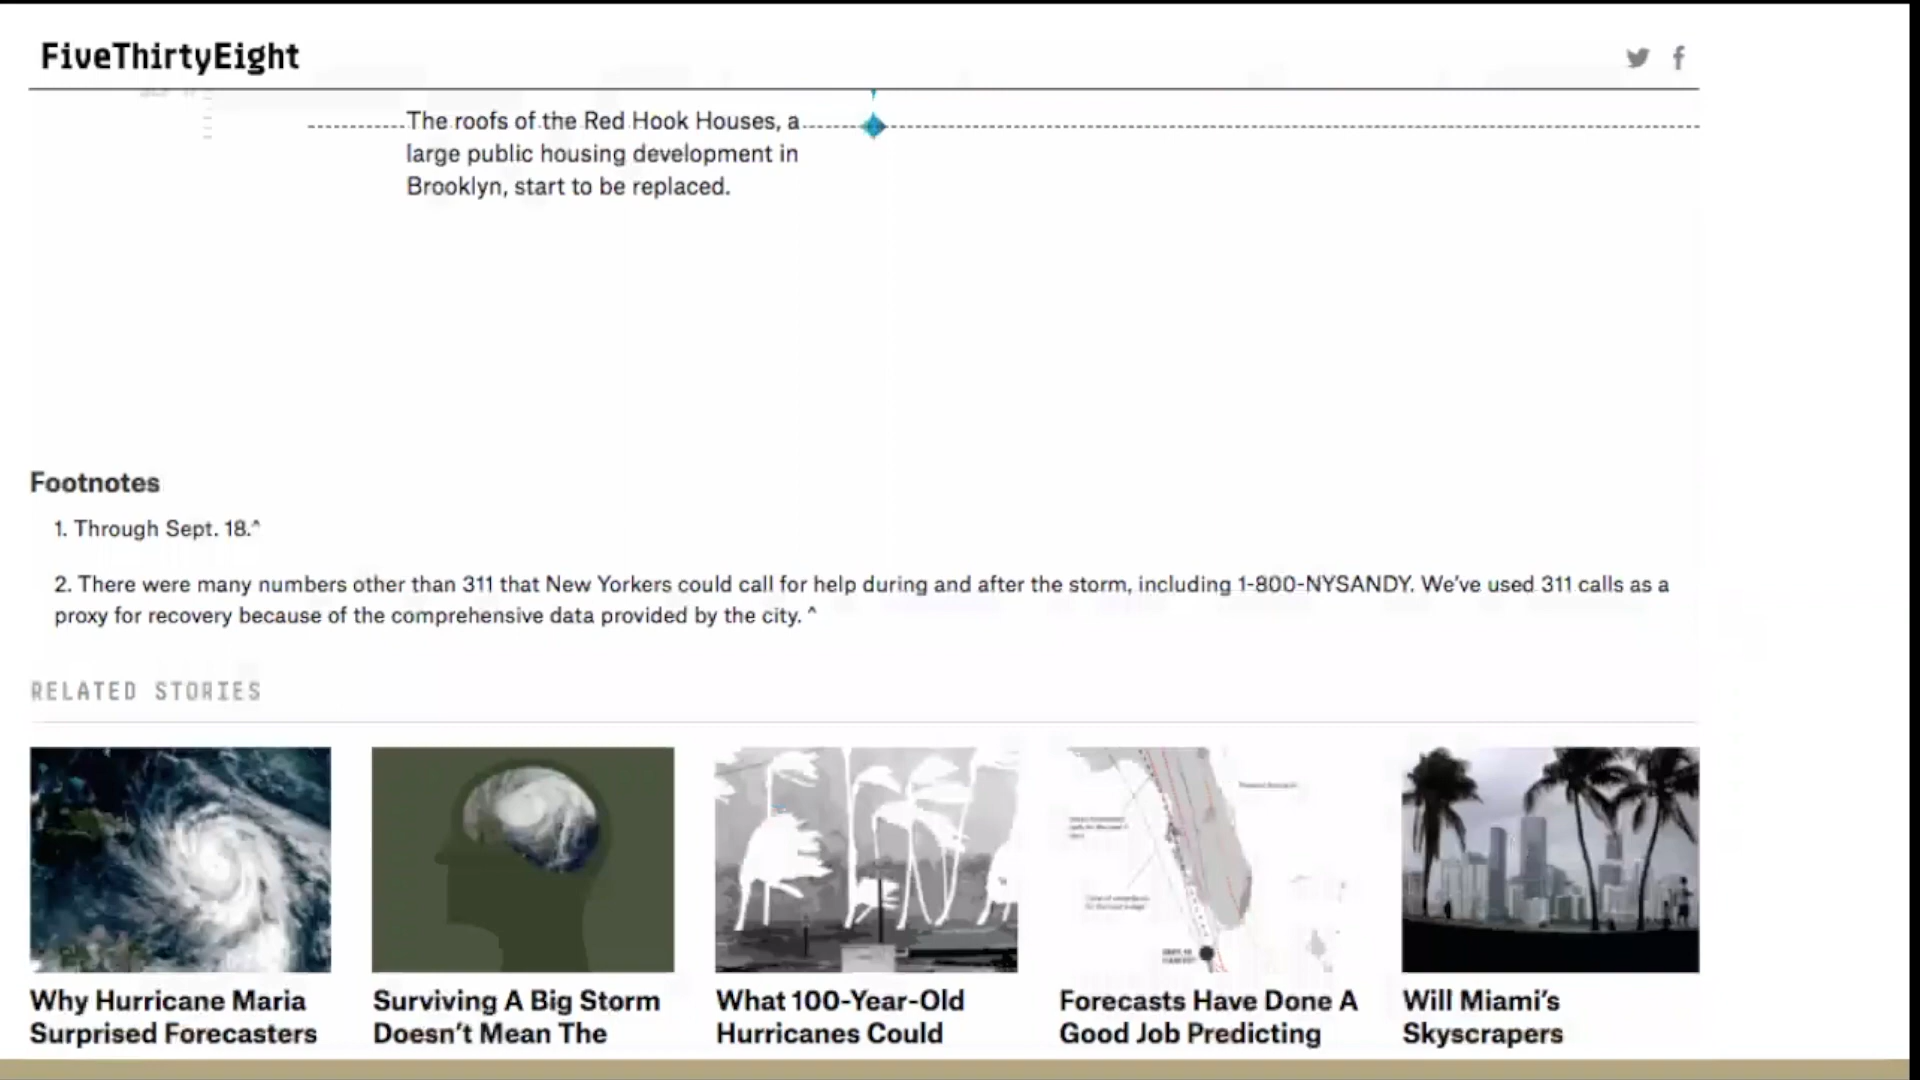 FiveThirtyEight
The roofs of the Red Hook Houses, a
large public housing development in
Brooklyn, start to be replaced.
Footnotes
1. Through Sept. 18.^
2. There were many numbers other than 311 that New Yorkers could call for help during and after the storm, including 1-800-NYSANDY. We’ve used 311 calls as a
proxy for recovery because of the comprehensive data provided by the city. ^
RELATED STORIES
Why Hurricane Maria
Surprised Forecasters
Surviving A Big Storm
Doesn’t Mean The
What 100-Year-Old
Hurricanes Could
Forecasts Have Done A
Good Job Predicting
Will Miami’s
Skyscrapers